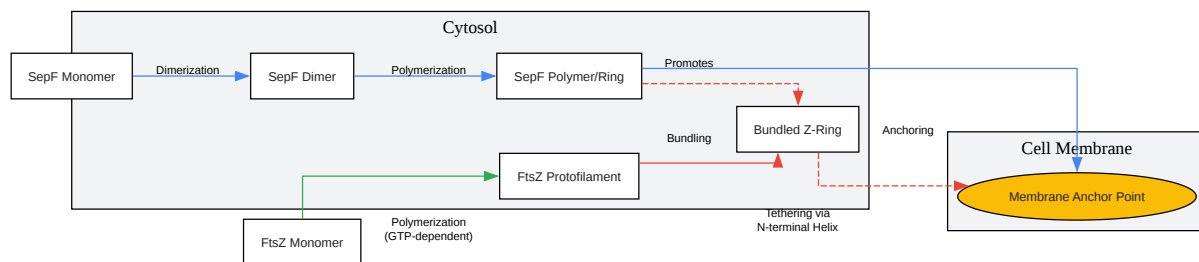 Cytosol
SepF Monomer
Dimerization
SepF Dimer
Polymerization
SepF Polymer/Ring
Promotes
Bundled Z-Ring
Bundling
Anchoring
Cell Membrane
FtsZ Protofilament
Membrane Anchor Point
Polymerization
(GTP-dependent)
Tethering via
N-terminal Helix
FtsZ Monomer